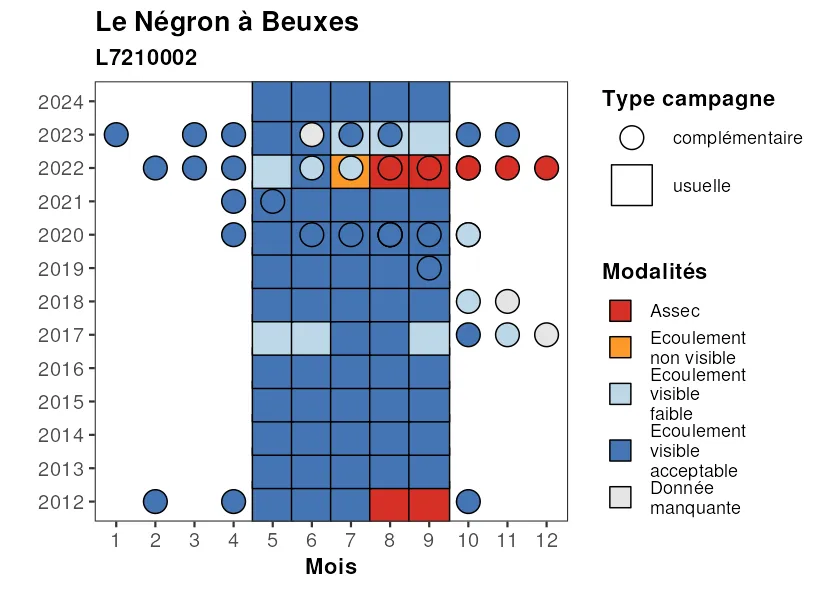 Le Négron à Beuxes
L7210002
2024
2023
2022
2021
2020
2019
2018
2017
2016
2015
2014
2013
2012
1 2 3 4 5 6 7 8 9 10 11 12
Mois
Type campagne
complémentaire
usuelle
Modalités
Assec
Ecoulement
non visible
Ecoulement
visible
faible
Ecoulement
visible
acceptable
Donnée
manquante